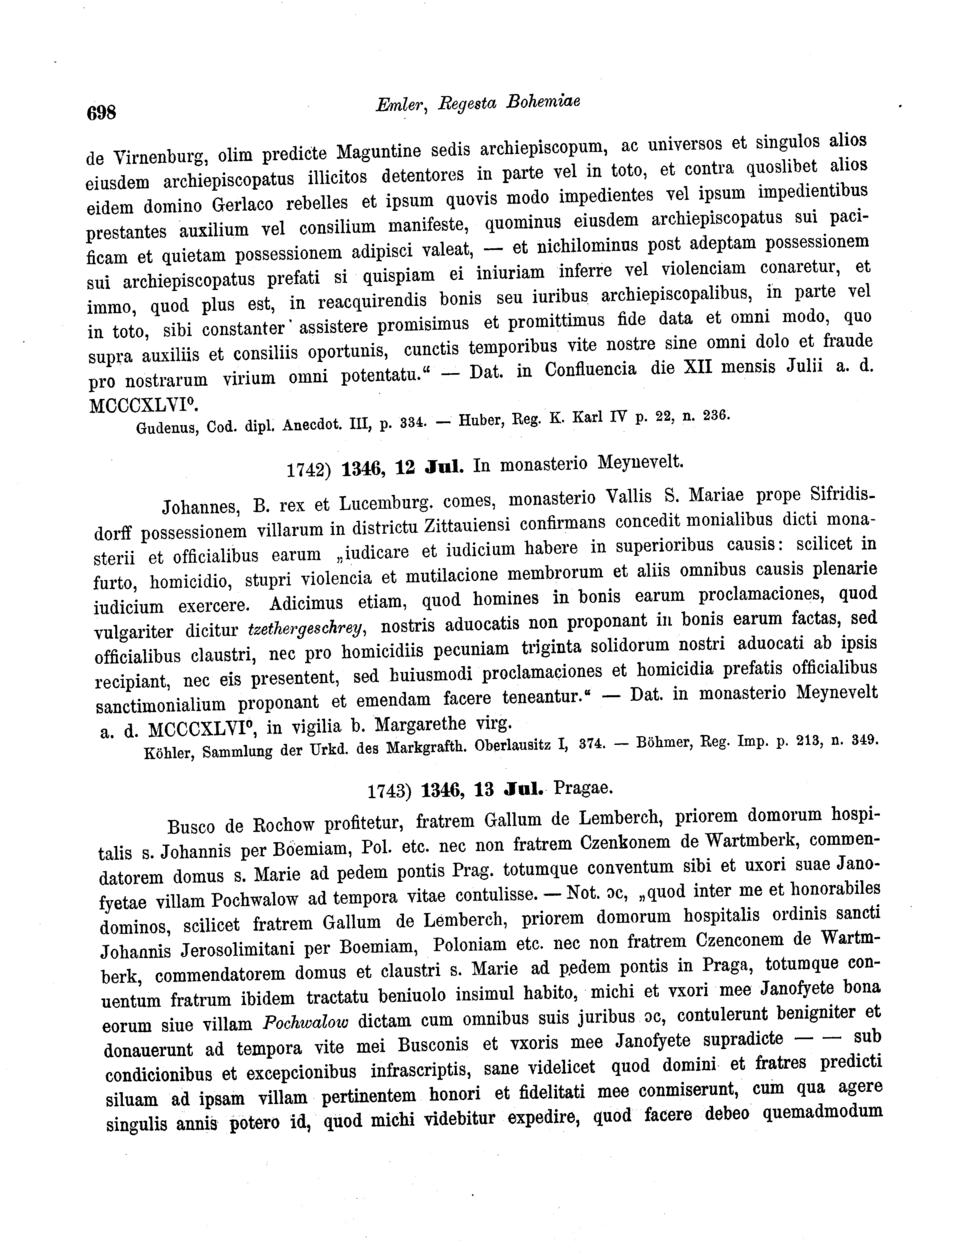 698
Emler, Regesta Bohemiae
de Virnenburg, olim predicte Maguntine sedis archiepiscopum, ac universos et singulos alios
eiusdem archiepiscopatus illicitos detentores in parte vel in toto, et contra quoslibet alios
eidem domino Gerlaco rebelles et ipsum quovis modo impedientes vel ipsum impedientibus
prestantes auxilium vel consilium manifeste, quominus eiusdem archiepiscopatus sui paci-
ficam et quietam possessionem adipisci valeat, — et nichilominus post adeptam possessionem
sui archiepiscopatus prefati si quispiam ei iniuriam inferre vel violenciam conaretur, et
immo, quod plus est, in reacquirendis bonis seu iuribus archiepiscopalibus, in parte vel
in toto, sibi constanter assistere promisimus et promittimus fide data et omni modo, quo
supra auxiliis et consiliis oportunis, cunctis temporibus vite nostre sine omni dolo et fraude
pro nostrarum virium omni potentatu.“ — Dat. in Confluencia die XII mensis Julii a. d.
MCCCXLVI⁰.
Gudenus, Cod. dipl. Anecdot. III, p. 334. — Huber, Reg. K. Karl IV p. 22, n. 236.
1742) 1346, 12 Jul. In monasterio Meynevelt.
Johannes, B. rex et Lucemburg. comes, monasterio Vallis S. Mariae prope Sifridis-
dorff possessionem villarum in districtu Zittauiensi confirmans concedit monialibus dicti mona-
sterii et officialibus earum „iudicare et iudicium habere in superioribus causis: scilicet in
furto, homicidio, stupri violencia et mutilacione membrorum et aliis omnibus causis plenarie
iudicium exercere. Adicimus etiam, quod homines in bonis earum proclamaciones, quod
vulgariter dicitur tzethergeschrey, nostris aduocatis non proponant in bonis earum factas, sed
officialibus claustri, nec pro homicidiis pecuniam triginta solidorum nostri aduocati ab ipsis
recipiant, nec eis presentent, sed huiusmodi proclamaciones et homicidia prefatis officialibus
sanctimonialium proponant et emendam facere teneantur.“ — Dat. in monasterio Meynevelt
a. d. MCCCXLVI⁰, in vigilia b. Margarethe virg.
Köhler, Sammlung der Urkd. des Markgrafth. Oberlausitz I, 374. — Böhmer, Reg. Imp. p. 213, n. 349.
1743) 1346, 13 Jul. Pragae.
Busco de Rochow profitetur, fratrem Gallum de Lemberch, priorem domorum hospi-
talis s. Johannis per Boemiam, Pol. etc. nec non fratrem Czenkonem de Wartmberk, commen-
datorem domus s. Marie ad pedem pontis Prag. totumque conventum sibi et uxori suae Jano-
fyetae villam Pochwalow ad tempora vitae contulisse. — Not. ɔc, „quod inter me et honorabiles
dominos, scilicet fratrem Gallum de Lemberch, priorem domorum hospitalis ordinis sancti
Johannis Jerosolimitani per Boemiam, Poloniam etc. nec non fratrem Czenconem de Wartm-
berk, commendatorem domus et claustri s. Marie ad pedem pontis in Praga, totumque con-
uentum fratrum ibidem tractatu beniuolo insimul habito, michi et vxori mee Janofyete bona
eorum siue villam Pochwalow dictam cum omnibus suis juribus ɔc, contulerunt benigniter et
donauerunt ad tempora vite mei Busconis et vxoris mee Janofyete supradicte — — sub
condicionibus et excepcionibus infrascriptis, sane videlicet quod domini et fratres predicti
siluam ad ipsam villam pertinentem honori et fidelitati mee conmiserunt, cum qua agere
singulis annis potero id, quod michi videbitur expedire, quod facere debeo quemadmodum